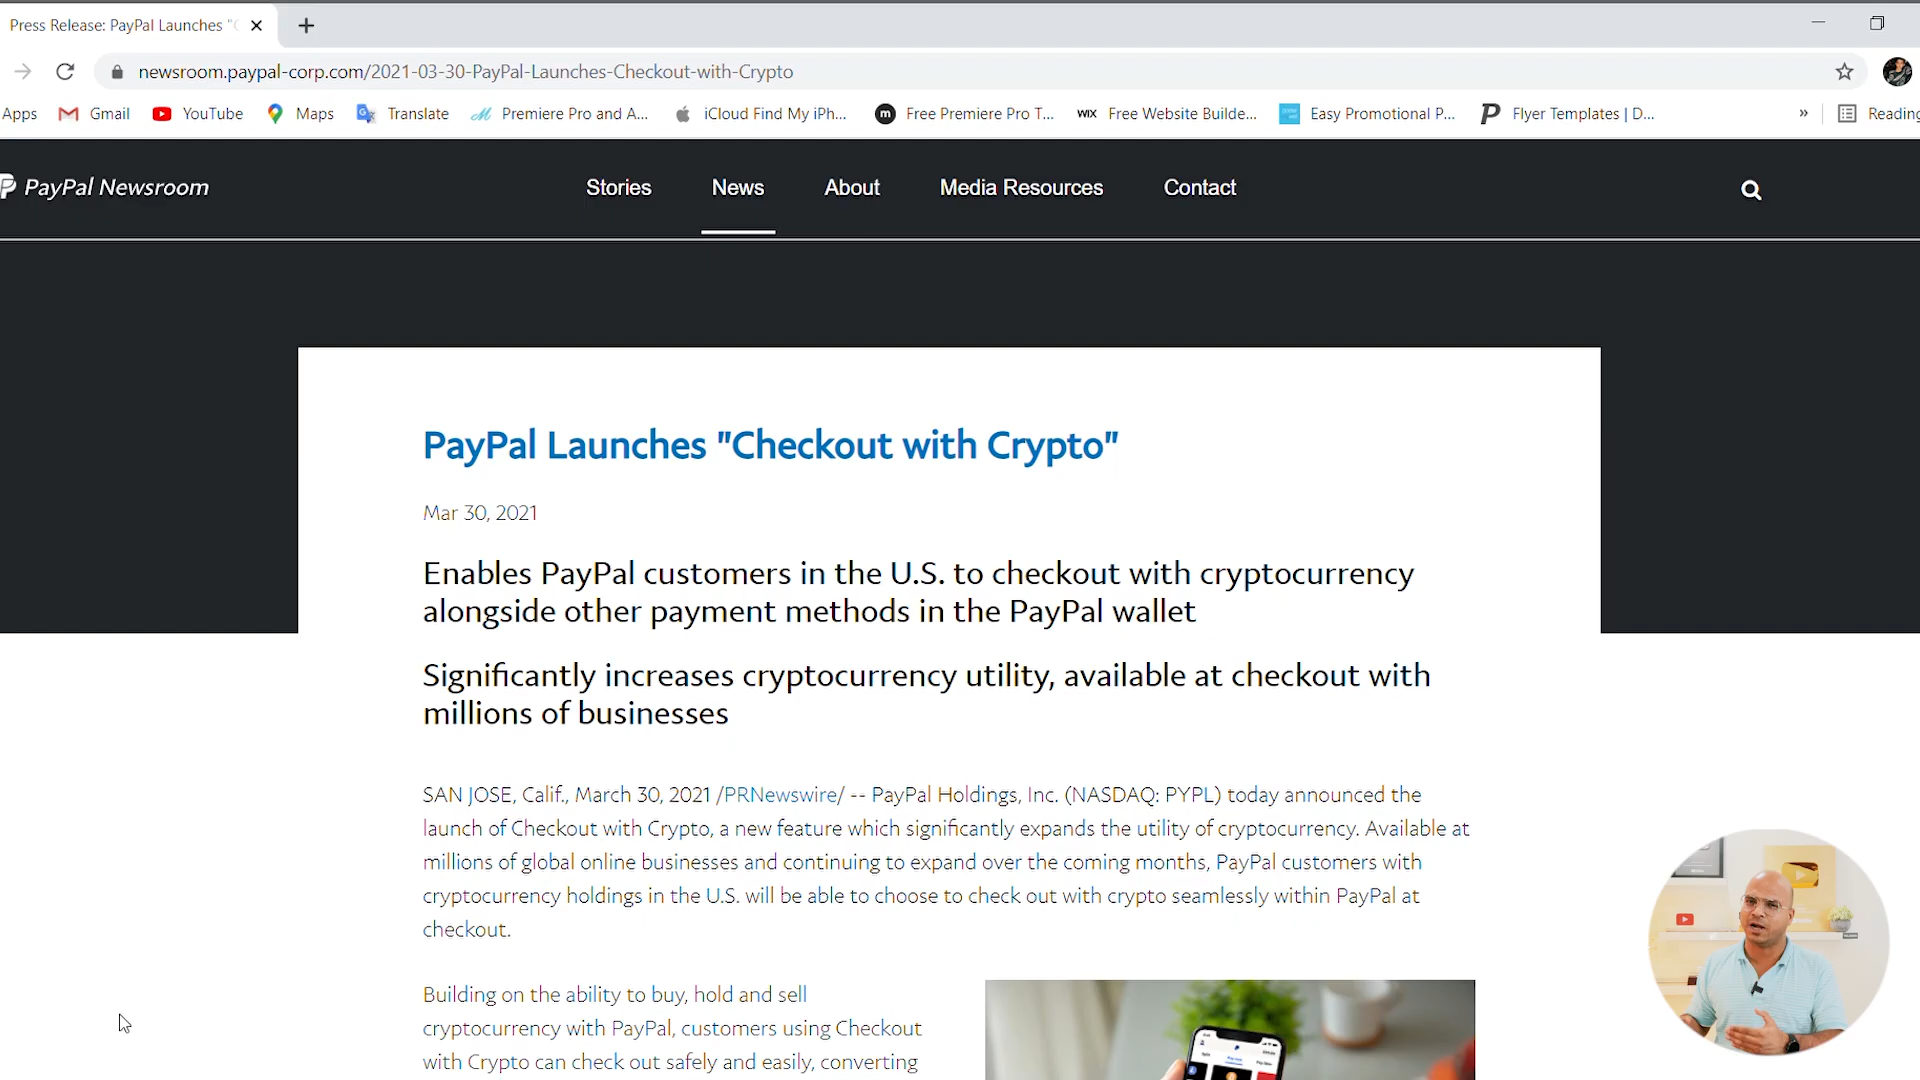 Press Release: PayPal Launches "C
newsroom.paypal-corp.com/2021-03-30-PayPal-Launches-Checkout-with-Crypto
Apps Gmail YouTube Maps Translate Premiere Pro and A... iCloud Find My iPh... Free Premiere Pro T... WIX Free Website Builde... Easy Promotional P... Flyer Templates | D... » Reading
PayPal Newsroom Stories News About Media Resources Contact
PayPal Launches "Checkout with Crypto"
Mar 30, 2021
Enables PayPal customers in the U.S. to checkout with cryptocurrency
alongside other payment methods in the PayPal wallet
Significantly increases cryptocurrency utility, available at checkout with
millions of businesses
SAN JOSE, Calif., March 30, 2021 /PRNewswire/ -- PayPal Holdings, Inc. (NASDAQ: PYPL) today announced the
launch of Checkout with Crypto, a new feature which significantly expands the utility of cryptocurrency. Available at
millions of global online businesses and continuing to expand over the coming months, PayPal customers with
cryptocurrency holdings in the U.S. will be able to choose to check out with crypto seamlessly within PayPal at
checkout.
Building on the ability to buy, hold and sell
cryptocurrency with PayPal, customers using Checkout
with Crypto can check out safely and easily, converting